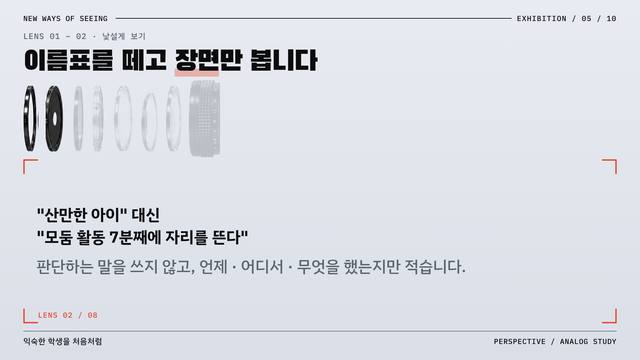 NEW WAYS OF SEEING
EXHIBITION / 05 / 10
LENS 01 – 02 · 낯설게 보기
이름표를 떼고 장면만 봅니다
"산만한 아이" 대신
"모둠 활동 7분째에 자리를 뜬다"
판단하는 말을 쓰지 않고, 언제 · 어디서 · 무엇을 했는지만 적습니다.
LENS 02 / 08
익숙한 학생을 처음처럼
PERSPECTIVE / ANALOG STUDY